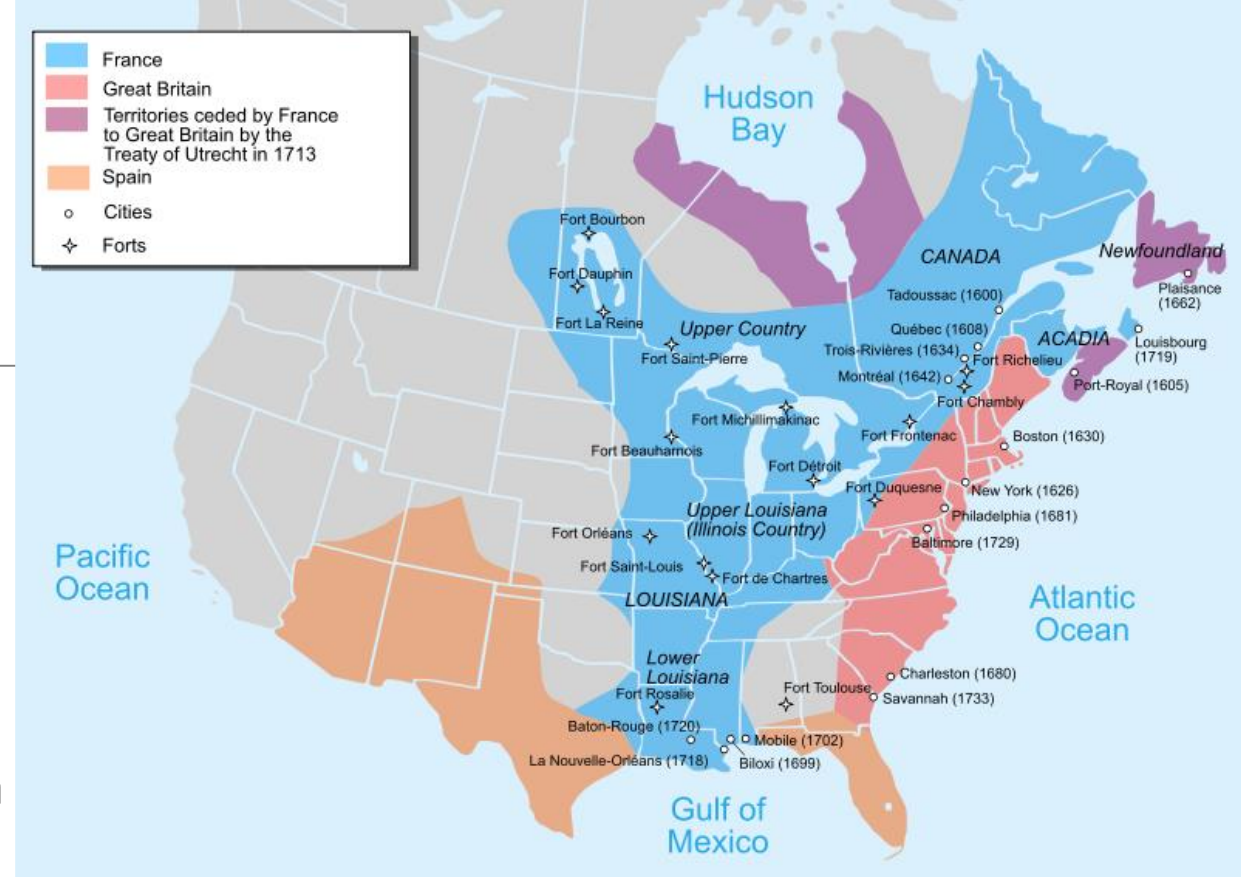 France
Great Britain
Territories ceded by France
to Great Britain by the
Treaty of Utrecht in 1713
Spain
Cities
Forts
Hudson
Bay
Fort Bourbon
Fort Dauphin
Fort La Reine
Upper Country
Fort Saint-Pierre
CANADA
Newfoundland
Plaisance
(1662)
Tadoussac (1600)
Québec (1608)
ACADIA
Louisbourg
(1719)
Trois-Rivières (1634)
Fort Richelieu
Montréal (1642)
Port-Royal (1605)
Fort Chambly
Fort Michillimakinac
Fort Frontenac
Boston (1630)
Fort Beauharnois
Fort Détroit
Fort Duquesne
New York (1626)
Upper Louisiana
(Illinois Country)
Philadelphia (1681)
Fort Orléans
Baltimore (1729)
Pacific
Ocean
Fort Saint-Louis
Fort de Chartres
LOUISIANA
Atlantic
Ocean
Lower
Louisiana
Charleston (1680)
Fort Rosalie
Fort Toulouse
Savannah (1733)
Baton-Rouge (1720)
Mobile (1702)
La Nouvelle-Orléans (1718)
Biloxi (1699)
Gulf of
Mexico